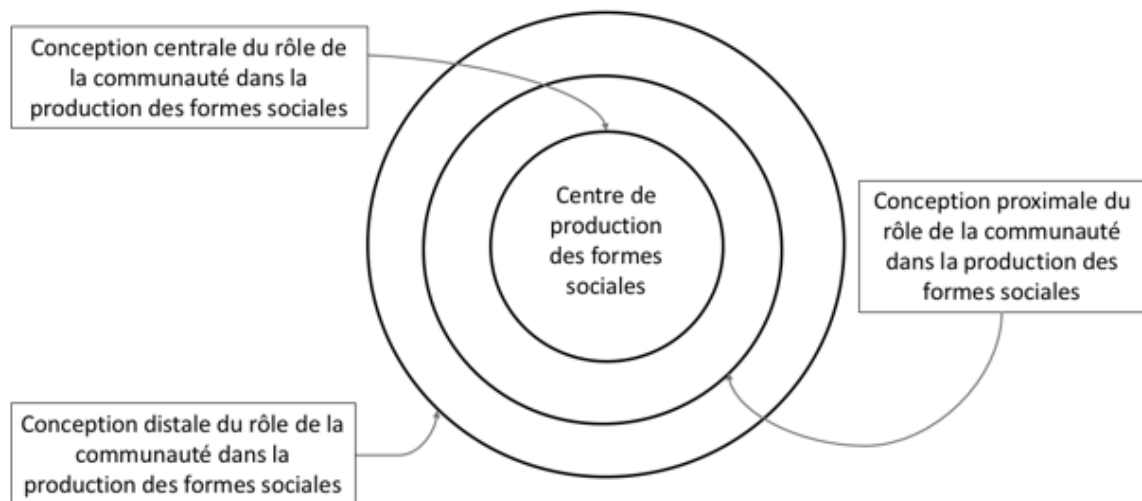 Conception centrale du rôle de
la communauté dans la
production des formes sociales
Centre de
production
des formes
sociales
Conception proximale du
rôle de la communauté
dans la production des
formes sociales
Conception distale du rôle de la
communauté dans la
production des formes sociales